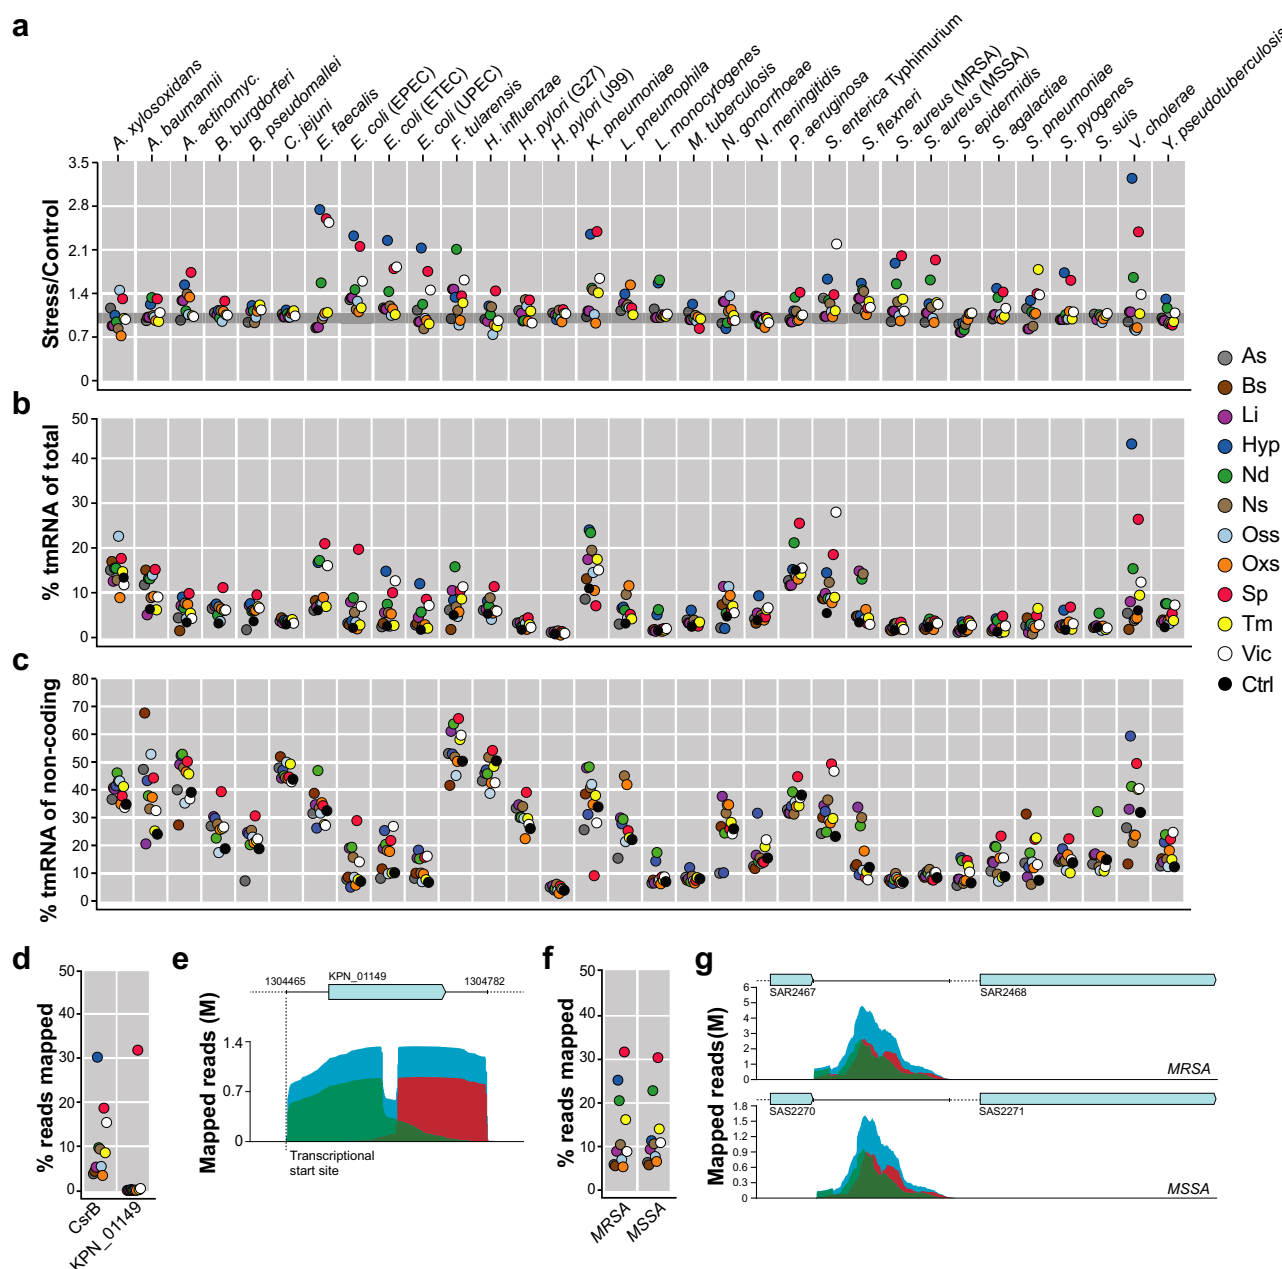 a
A. xylosoxidans
A. baumannii
A. actinomyc.
B. burgdorferi
B. pseudomallei
C. jejuni
E. faecalis
E. coli (EPEC)
E. coli (ETEC)
E. coli (UPEC)
F. tularensis
H. influenzae
H. pylori (G27)
H. pylori (J99)
K. pneumoniae
L. pneumophila
L. monocytogenes
M. tuberculosis
N. gonorrhoeae
N. meningitidis
P. aeruginosa
S. enterica Typhimurium
S. flexneri
S. aureus (MRSA)
S. aureus (MSSA)
S. epidermidis
S. agalactiae
S. pneumoniae
S. pyogenes
S. suis
V. cholerae
Y. pseudotuberculosis
Stress/Control
3.5
2.8
2.1
1.4
0.7
0
b
% tmRNA of total
50
40
30
20
10
0
c
% tmRNA of non-coding
80
70
60
50
40
30
20
10
0
As
Bs
Li
Hyp
Nd
Ns
Oss
Oxs
Sp
Tm
Vic
Ctrl
d
% reads mapped
50
40
30
20
10
0
CsrB
KPN_01149
e
1304465
KPN_01149
1304782
Mapped reads (M)
1.4
0.7
0
Transcriptional
start site
f
% reads mapped
50
40
30
20
10
0
MRSA
MSSA
g
SAR2467
SAR2468
Mapped reads(M)
6
5
4
3
2
1
0
MRSA
SAS2270
SAS2271
1.8
1.5
1.2
0.9
0.6
0.3
0
MSSA